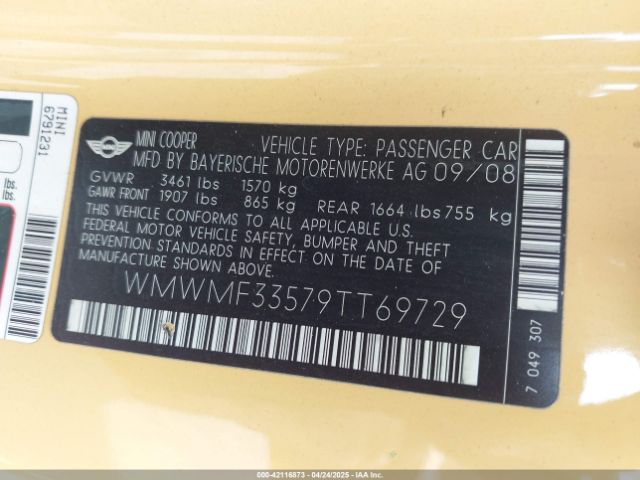 MINI
6791231
lbs.
lbs.
MINI COOPER
VEHICLE TYPE: PASSENGER CAR
MFD BY BAYERISCHE MOTORENWERKE AG 09/08
GVWR 3461 lbs 1570 kg
GAWR FRONT 1907 lbs 865 kg REAR 1664 lbs 755 kg
THIS VEHICLE CONFORMS TO ALL APPLICABLE U.S.
FEDERAL MOTOR VEHICLE SAFETY, BUMPER AND THEFT
PREVENTION STANDARDS IN EFFECT ON THE DATE OF
MANUFACTURE SHOWN ABOVE.
WMWMF33579TT69729
7 049 307
000-42116873 04/24/2025 - Public